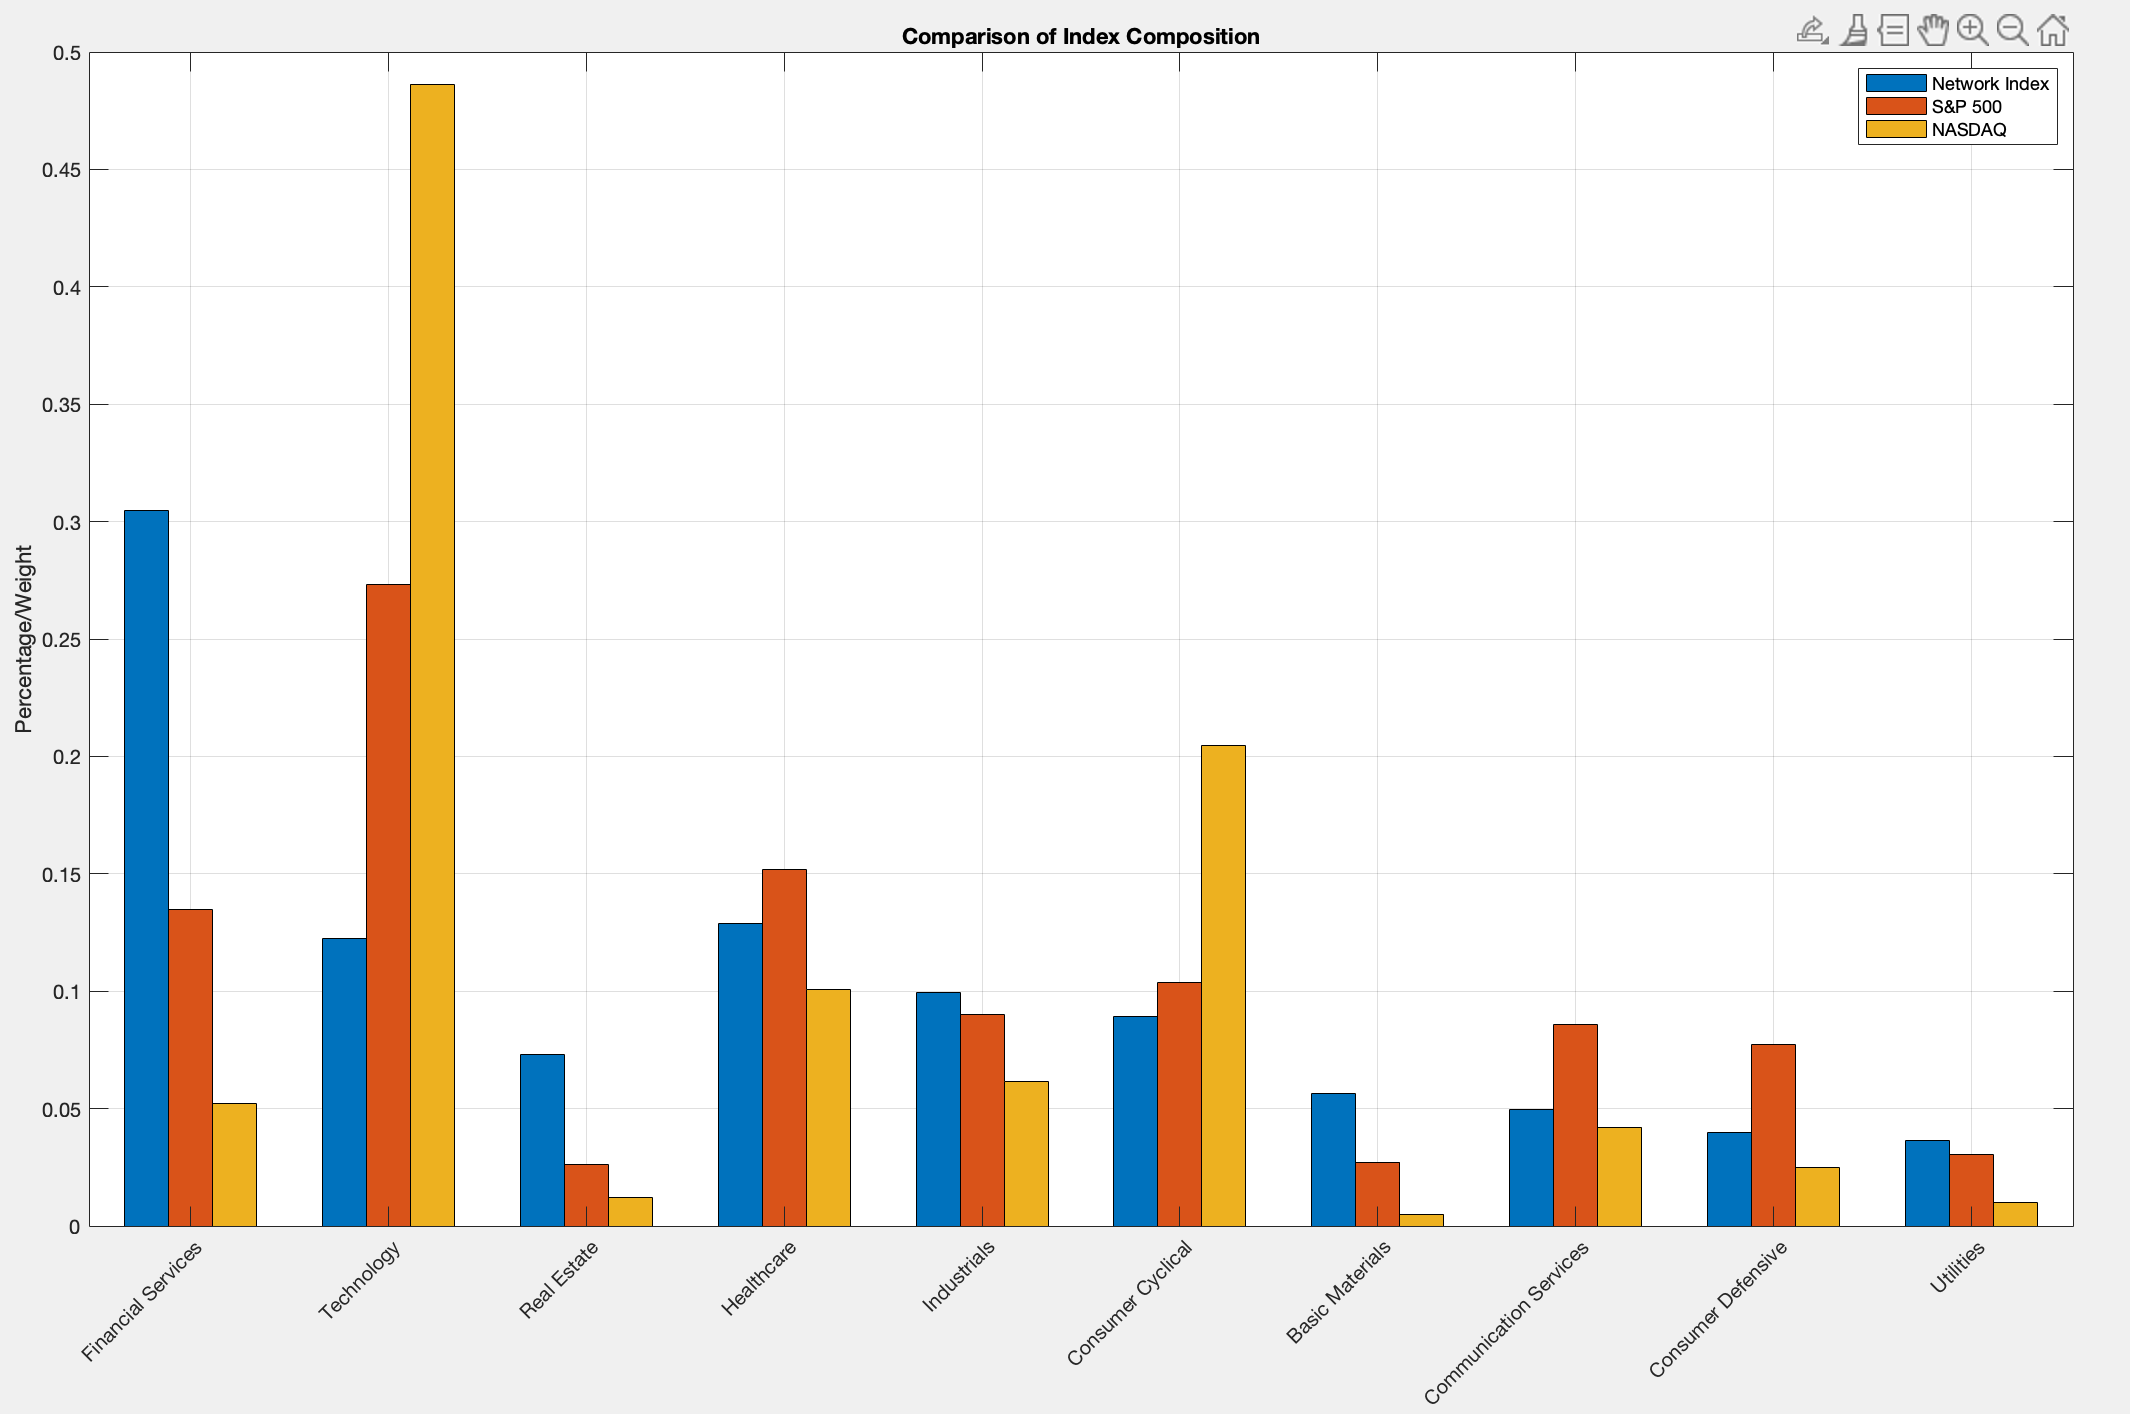 Comparison of Index Composition
Network Index
S&P 500
NASDAQ
Percentage/Weight
0.5
0.45
0.4
0.35
0.3
0.25
0.2
0.15
0.1
0.05
0
Financial Services
Technology
Real Estate
Healthcare
Industrials
Consumer Cyclical
Basic Materials
Communication Services
Consumer Defensive
Utilities